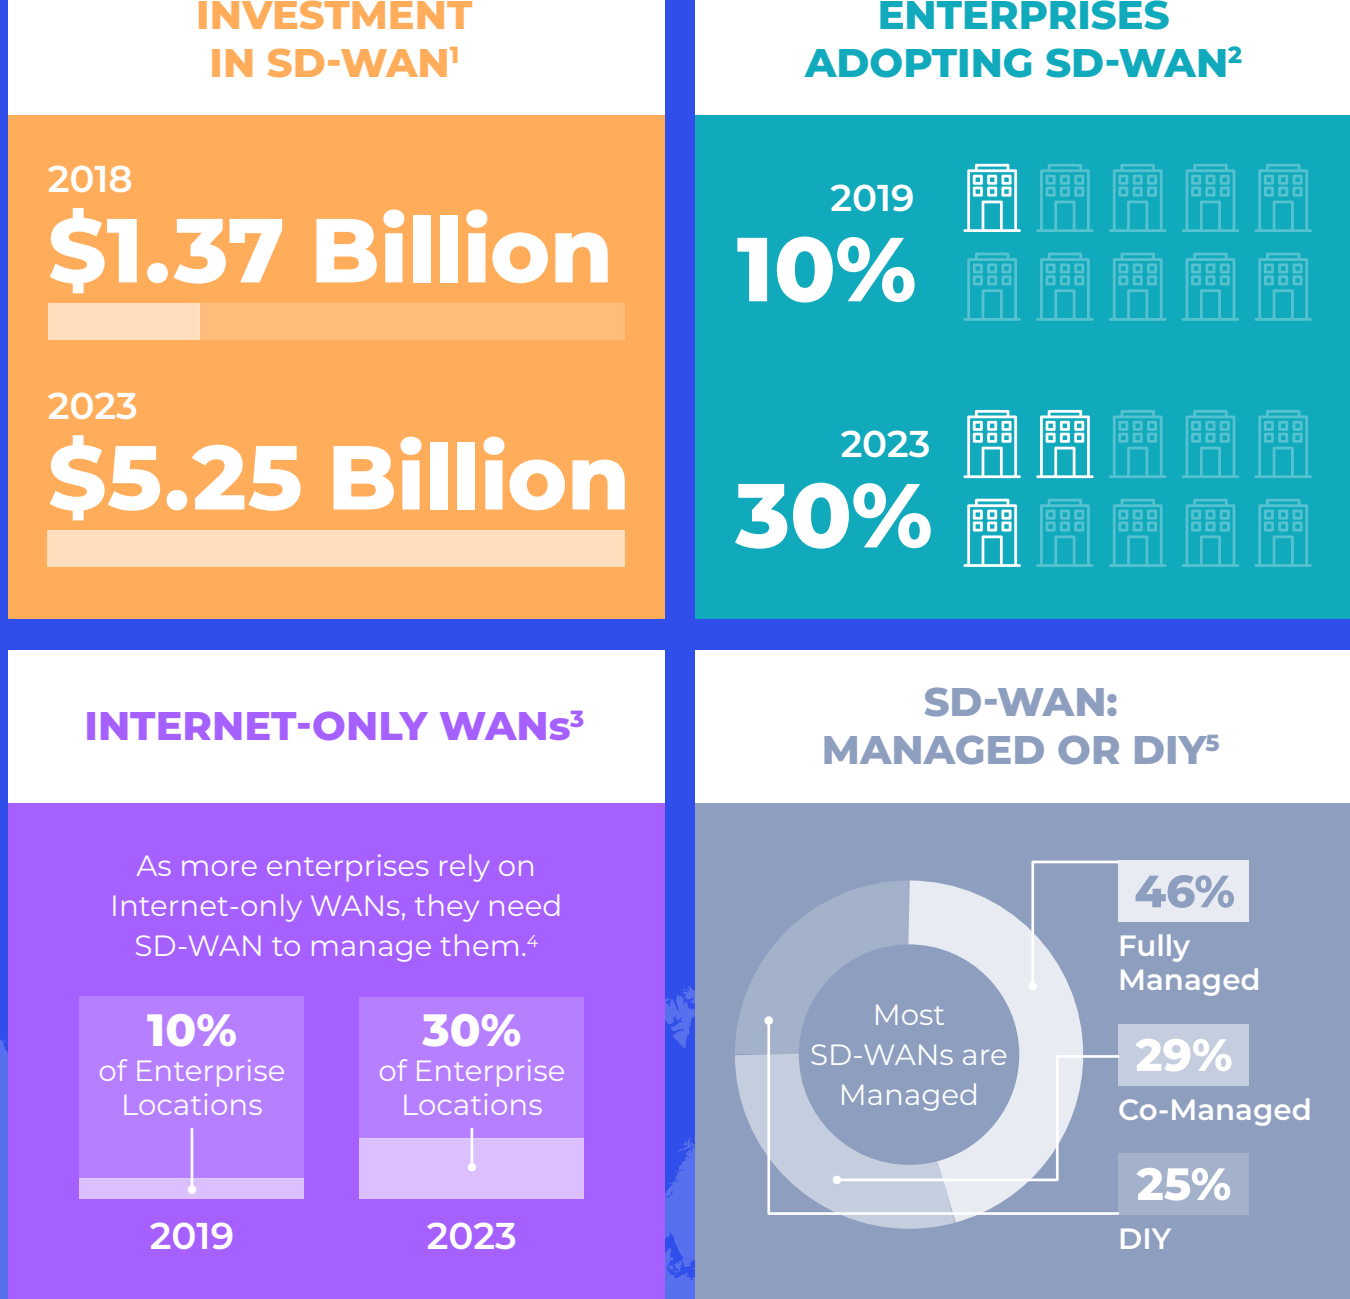 INVESTMENT
IN SD-WAN¹
2018
$1.37 Billion
2023
$5.25 Billion
ENTERPRISES
ADOPTING SD-WAN²
2019
10%
2023
30%
INTERNET-ONLY WANs³
As more enterprises rely on
Internet-only WANs, they need
SD-WAN to manage them.⁴
10%
of Enterprise
Locations
2019
30%
of Enterprise
Locations
2023
SD-WAN:
MANAGED OR DIY⁵
Most
SD-WANs are
Managed
46%
Fully
Managed
29%
Co-Managed
25%
DIY